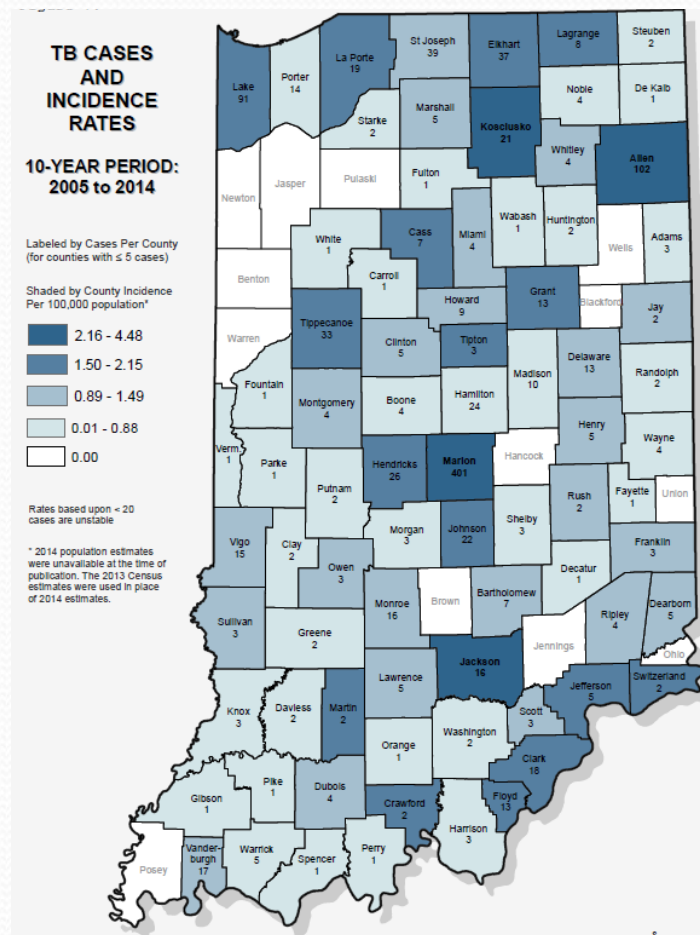 TB CASES
AND
INCIDENCE
RATES
10-YEAR PERIOD:
2005 to 2014
Labeled by Cases Per County
(for counties with ≤ 5 cases)
Shaded by County Incidence
Per 100,000 population*
2.16 - 4.48
1.50 - 2.15
0.89 - 1.49
0.01 - 0.88
0.00
Rates based upon < 20
cases are unstable
* 2014 population estimates
were unavailable at the time of
publication. The 2013 Census
estimates were used in place
of 2014 estimates.
Lake
91
Porter
14
La Porte
19
St Joseph
39
Elkhart
37
Lagrange
8
Steuben
2
Noble
4
De Kalb
1
Starke
2
Marshall
5
Kosciusko
21
Whitley
4
Allen
102
Newton
Jasper
Pulaski
Fulton
1
Wabash
1
Huntington
2
Wells
Adams
3
White
1
Cass
7
Miami
4
Benton
Carroll
1
Howard
9
Grant
13
Blackford
Jay
2
Warren
Tippecanoe
33
Clinton
5
Tipton
3
Madison
10
Delaware
13
Randolph
2
Fountain
1
Montgomery
4
Boone
4
Hamilton
24
Henry
5
Wayne
4
Verm.
1
Parke
1
Putnam
2
Hendricks
26
Marion
401
Hancock
Rush
2
Fayette
1
Union
Vigo
15
Clay
2
Owen
3
Morgan
3
Johnson
22
Shelby
3
Decatur
1
Franklin
3
Sullivan
3
Greene
2
Monroe
16
Brown
Bartholomew
7
Jennings
Ripley
4
Dearborn
5
Ohio
Knox
3
Daviess
2
Martin
2
Lawrence
5
Jackson
16
Scott
3
Jefferson
5
Switzerland
2
Orange
1
Washington
2
Clark
18
Gibson
1
Pike
1
Dubois
4
Crawford
2
Floyd
13
Harrison
3
Posey
Vander-
burgh
17
Warrick
5
Spencer
1
Perry
1